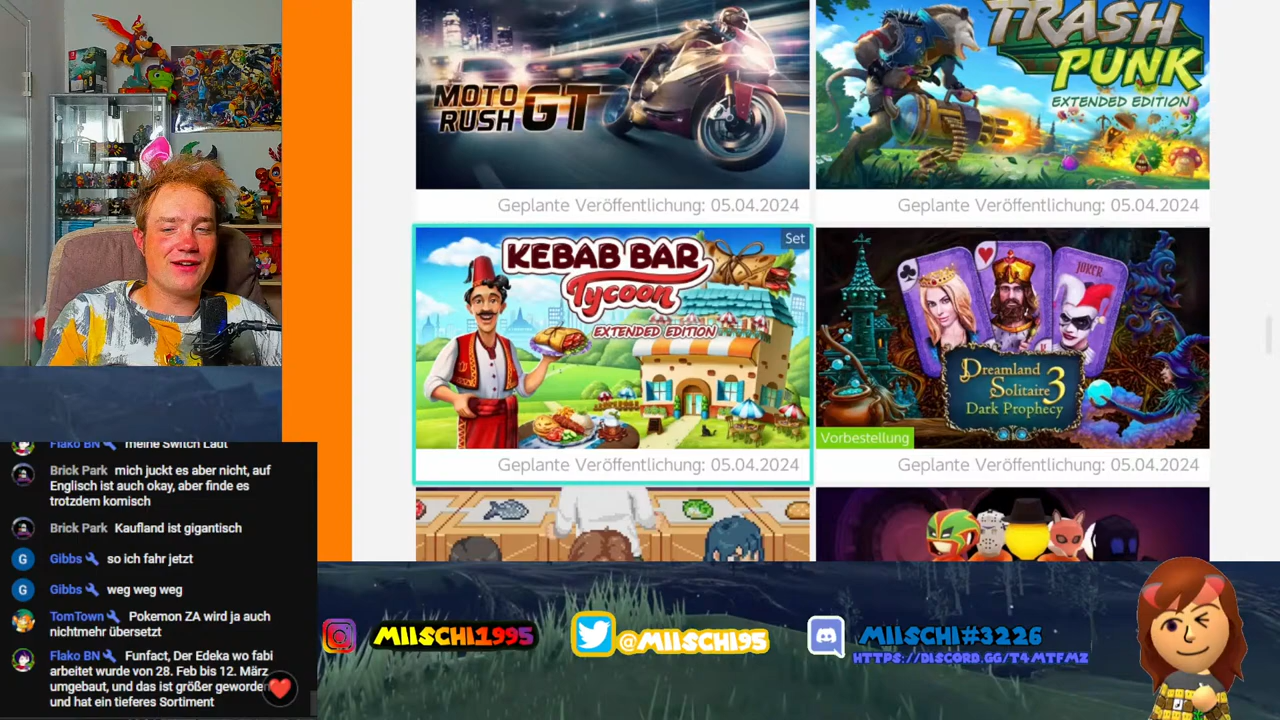 MOTO
RUSH GT
TRASH
PUNK
EXTENDED EDITION
Geplante Veröffentlichung: 05.04.2024
Geplante Veröffentlichung: 05.04.2024
Set
KEBAB BAR
Tycoon
EXTENDED EDITION
JOKER
Dreamland
Solitaire 3
Dark Prophecy
Vorbestellung
Geplante Veröffentlichung: 05.04.2024
Geplante Veröffentlichung: 05.04.2024
Flako BN meine Switch Lädt
Brick Park mich juckt es aber nicht, auf
Englisch ist auch okay, aber finde es
trotzdem komisch
Brick Park Kaufland ist gigantisch
G Gibbs so ich fahr jetzt
G Gibbs weg weg weg
TomTown Pokemon ZA wird ja auch
nichtmehr übersetzt
Flako BN Funfact, Der Edeka wo fabi
arbeitet wurde von 28. Feb bis 12. März
umgebaut, und das ist größer geworden
und hat ein tieferes Sortiment
MIISCHI1995
@MIISCHI95
MIISCHI#3226
HTTPS://DISCORD.GG/T4MTFMZ